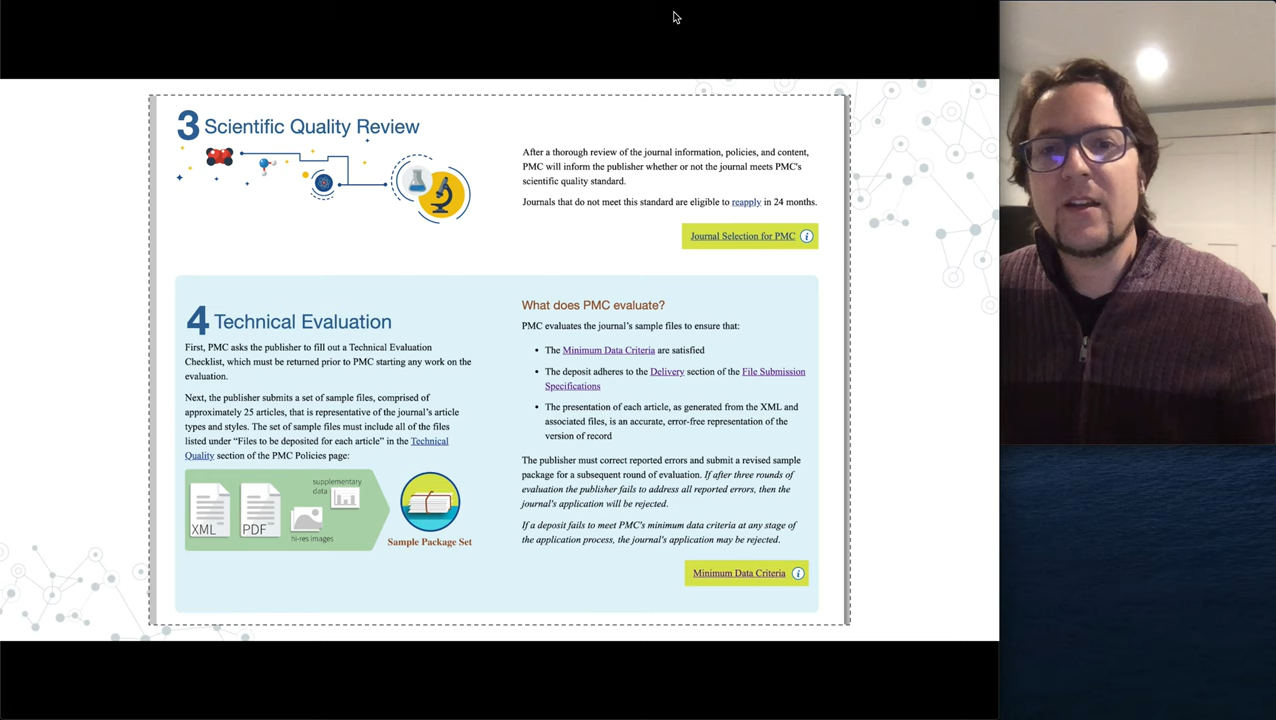 3 Scientific Quality Review
After a thorough review of the journal information, policies, and content,
PMC will inform the publisher whether or not the journal meets PMC's
scientific quality standard.
Journals that do not meet this standard are eligible to reapply in 24 months.
Journal Selection for PMC i
4 Technical Evaluation
First, PMC asks the publisher to fill out a Technical Evaluation
Checklist, which must be returned prior to PMC starting any work on the
evaluation.
Next, the publisher submits a set of sample files, comprised of
approximately 25 articles, that is representative of the journal's article
types and styles. The set of sample files must include all of the files
listed under “Files to be deposited for each article” in the Technical
Quality section of the PMC Policies page:
XML
PDF
supplementary
data
hi-res images
Sample Package Set
What does PMC evaluate?
PMC evaluates the journal's sample files to ensure that:
• The Minimum Data Criteria are satisfied
• The deposit adheres to the Delivery section of the File Submission
Specifications
• The presentation of each article, as generated from the XML and
associated files, is an accurate, error-free representation of the
version of record
The publisher must correct reported errors and submit a revised sample
package for a subsequent round of evaluation. If after three rounds of
evaluation the publisher fails to address all reported errors, then the
journal's application will be rejected.
If a deposit fails to meet PMC's minimum data criteria at any stage of
the application process, the journal's application may be rejected.
Minimum Data Criteria i